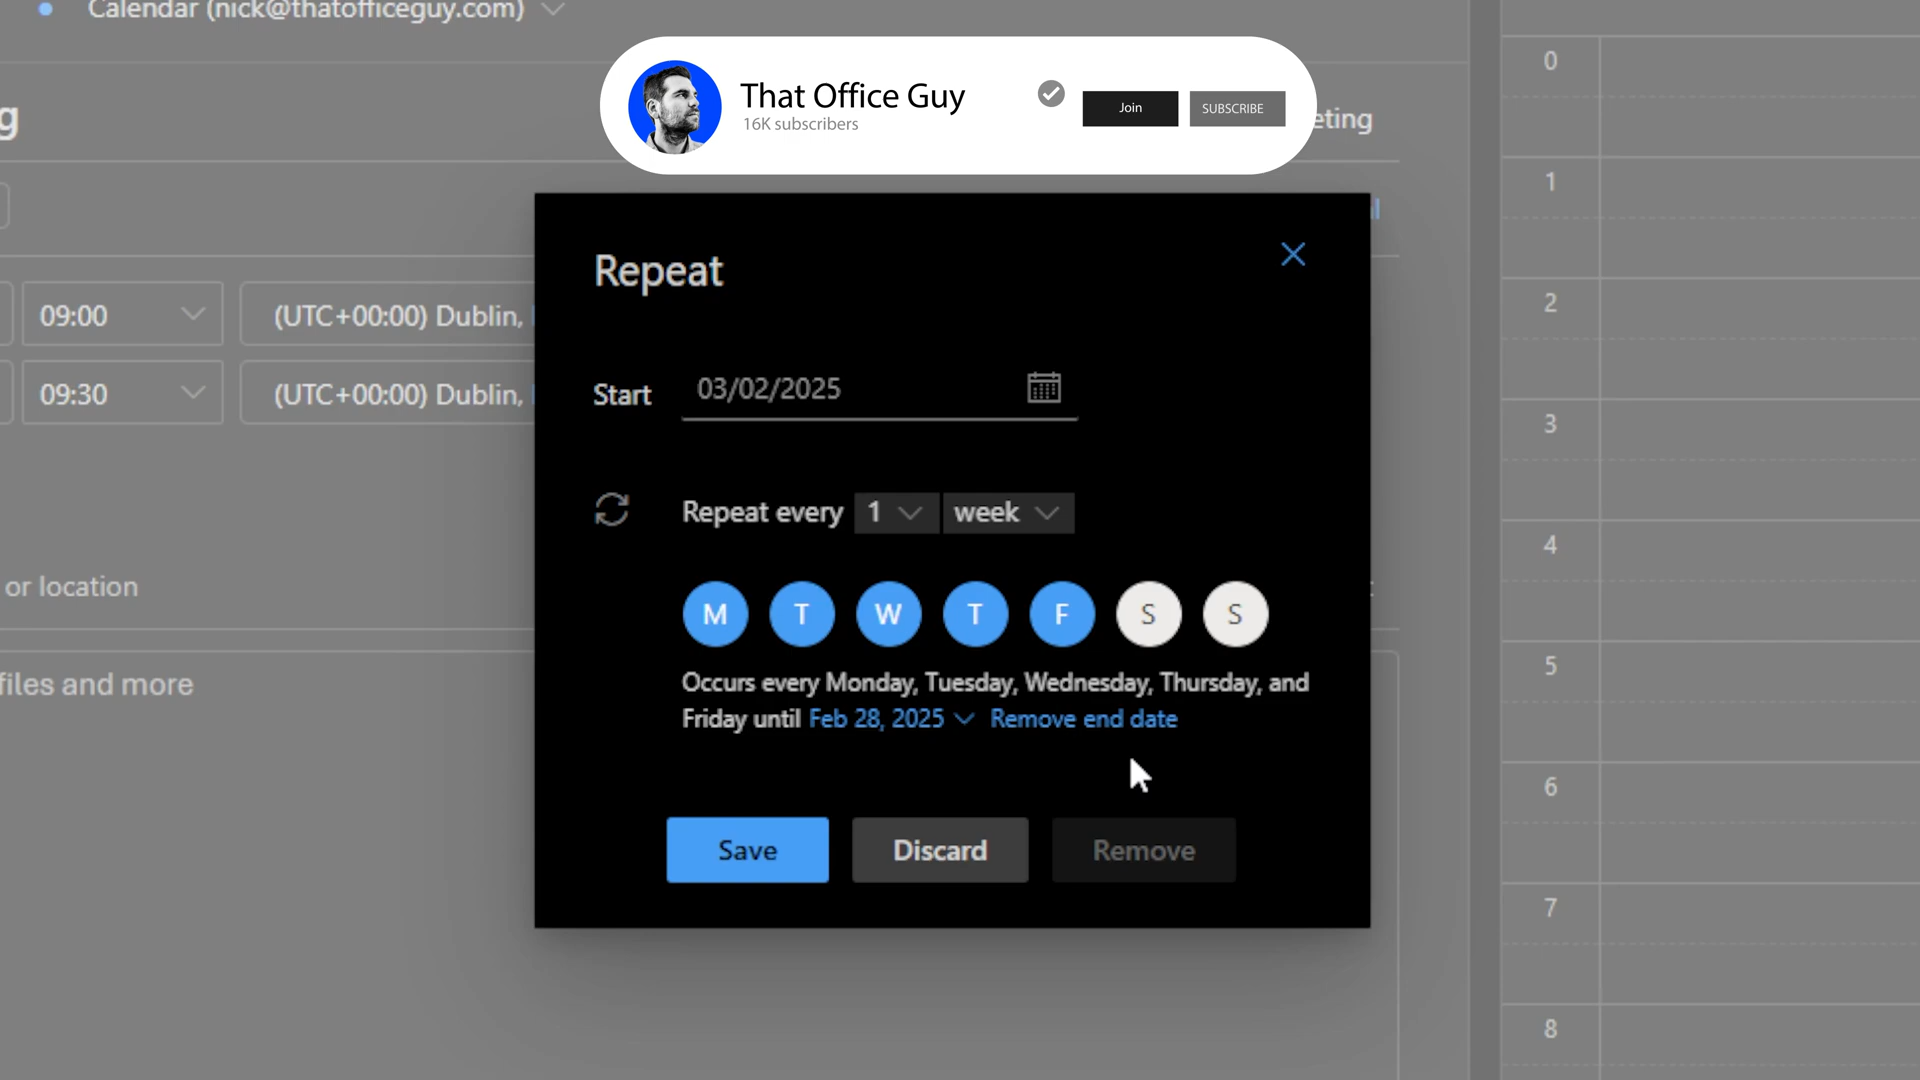 Calendar (nick@thatofficeguy.com)
That Office Guy
16K subscribers
Join
SUBSCRIBE
g
eting
Repeat
Start
03/02/2025
09:00
(UTC+00:00) Dublin,
09:30
(UTC+00:00) Dublin,
Repeat every 1 week
or location
M T W T F S S
Occurs every Monday, Tuesday, Wednesday, Thursday, and
Friday until Feb 28, 2025 Remove end date
files and more
Save
Discard
Remove
0
1
2
3
4
5
6
7
8